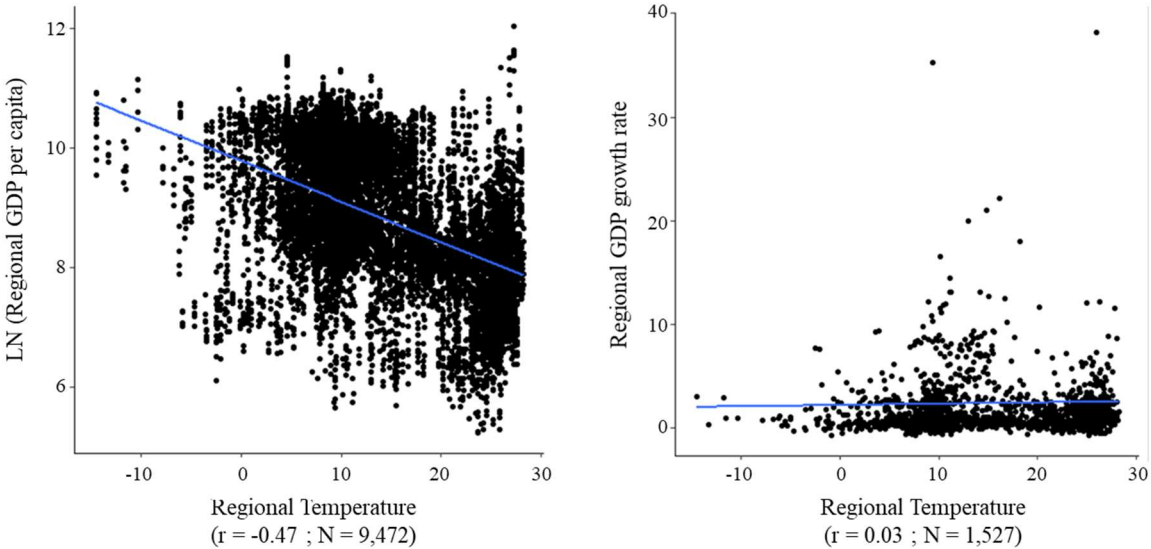 LN (Regional GDP per capita)
12
10
8
6
-10 0 10 20 30
Regional Temperature
(r = -0.47 ; N = 9,472)
Regional GDP growth rate
40
30
20
10
0
-10 0 10 20 30
Regional Temperature
(r = 0.03 ; N = 1,527)